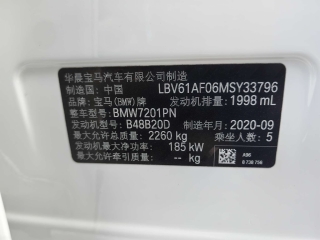 华晨宝马汽车有限公司制造
制造国：中国 LBV61AF06MSY33796
品牌：宝马(BMW)牌 发动机排量：1998 mL
整车型号：BMW7201PN
发动机型号：B48B20D 制造年月：2020-09
最大允许总质量：2260 kg 乘坐人数：5
发动机最大净功率：185 kW
最大允许牵引质量：-- kg
A86
8 738 759